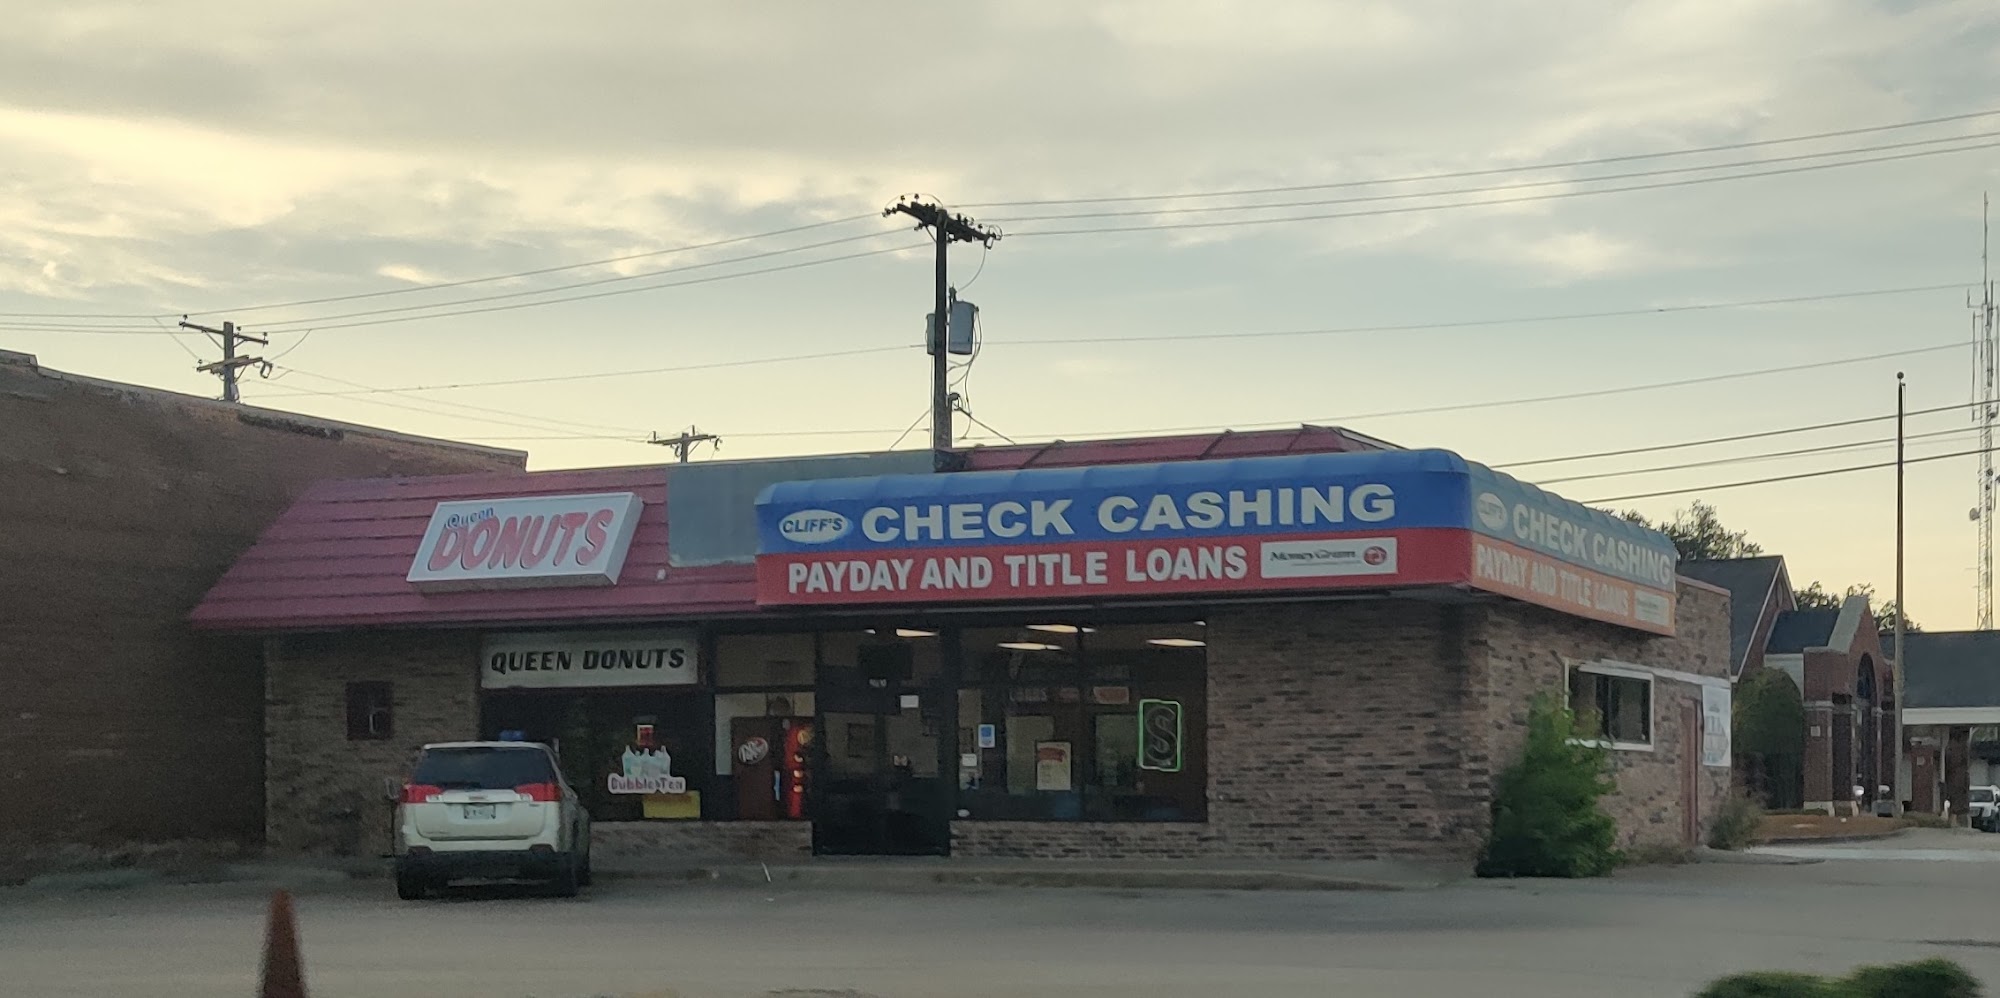 Queen
DONUTS
QUEEN DONUTS
Bubble Tea
CLIFF'S CHECK CASHING
PAYDAY AND TITLE LOANS MoneyGram
CLIFF'S CHECK CASHING
PAYDAY AND TITLE LOANS
$